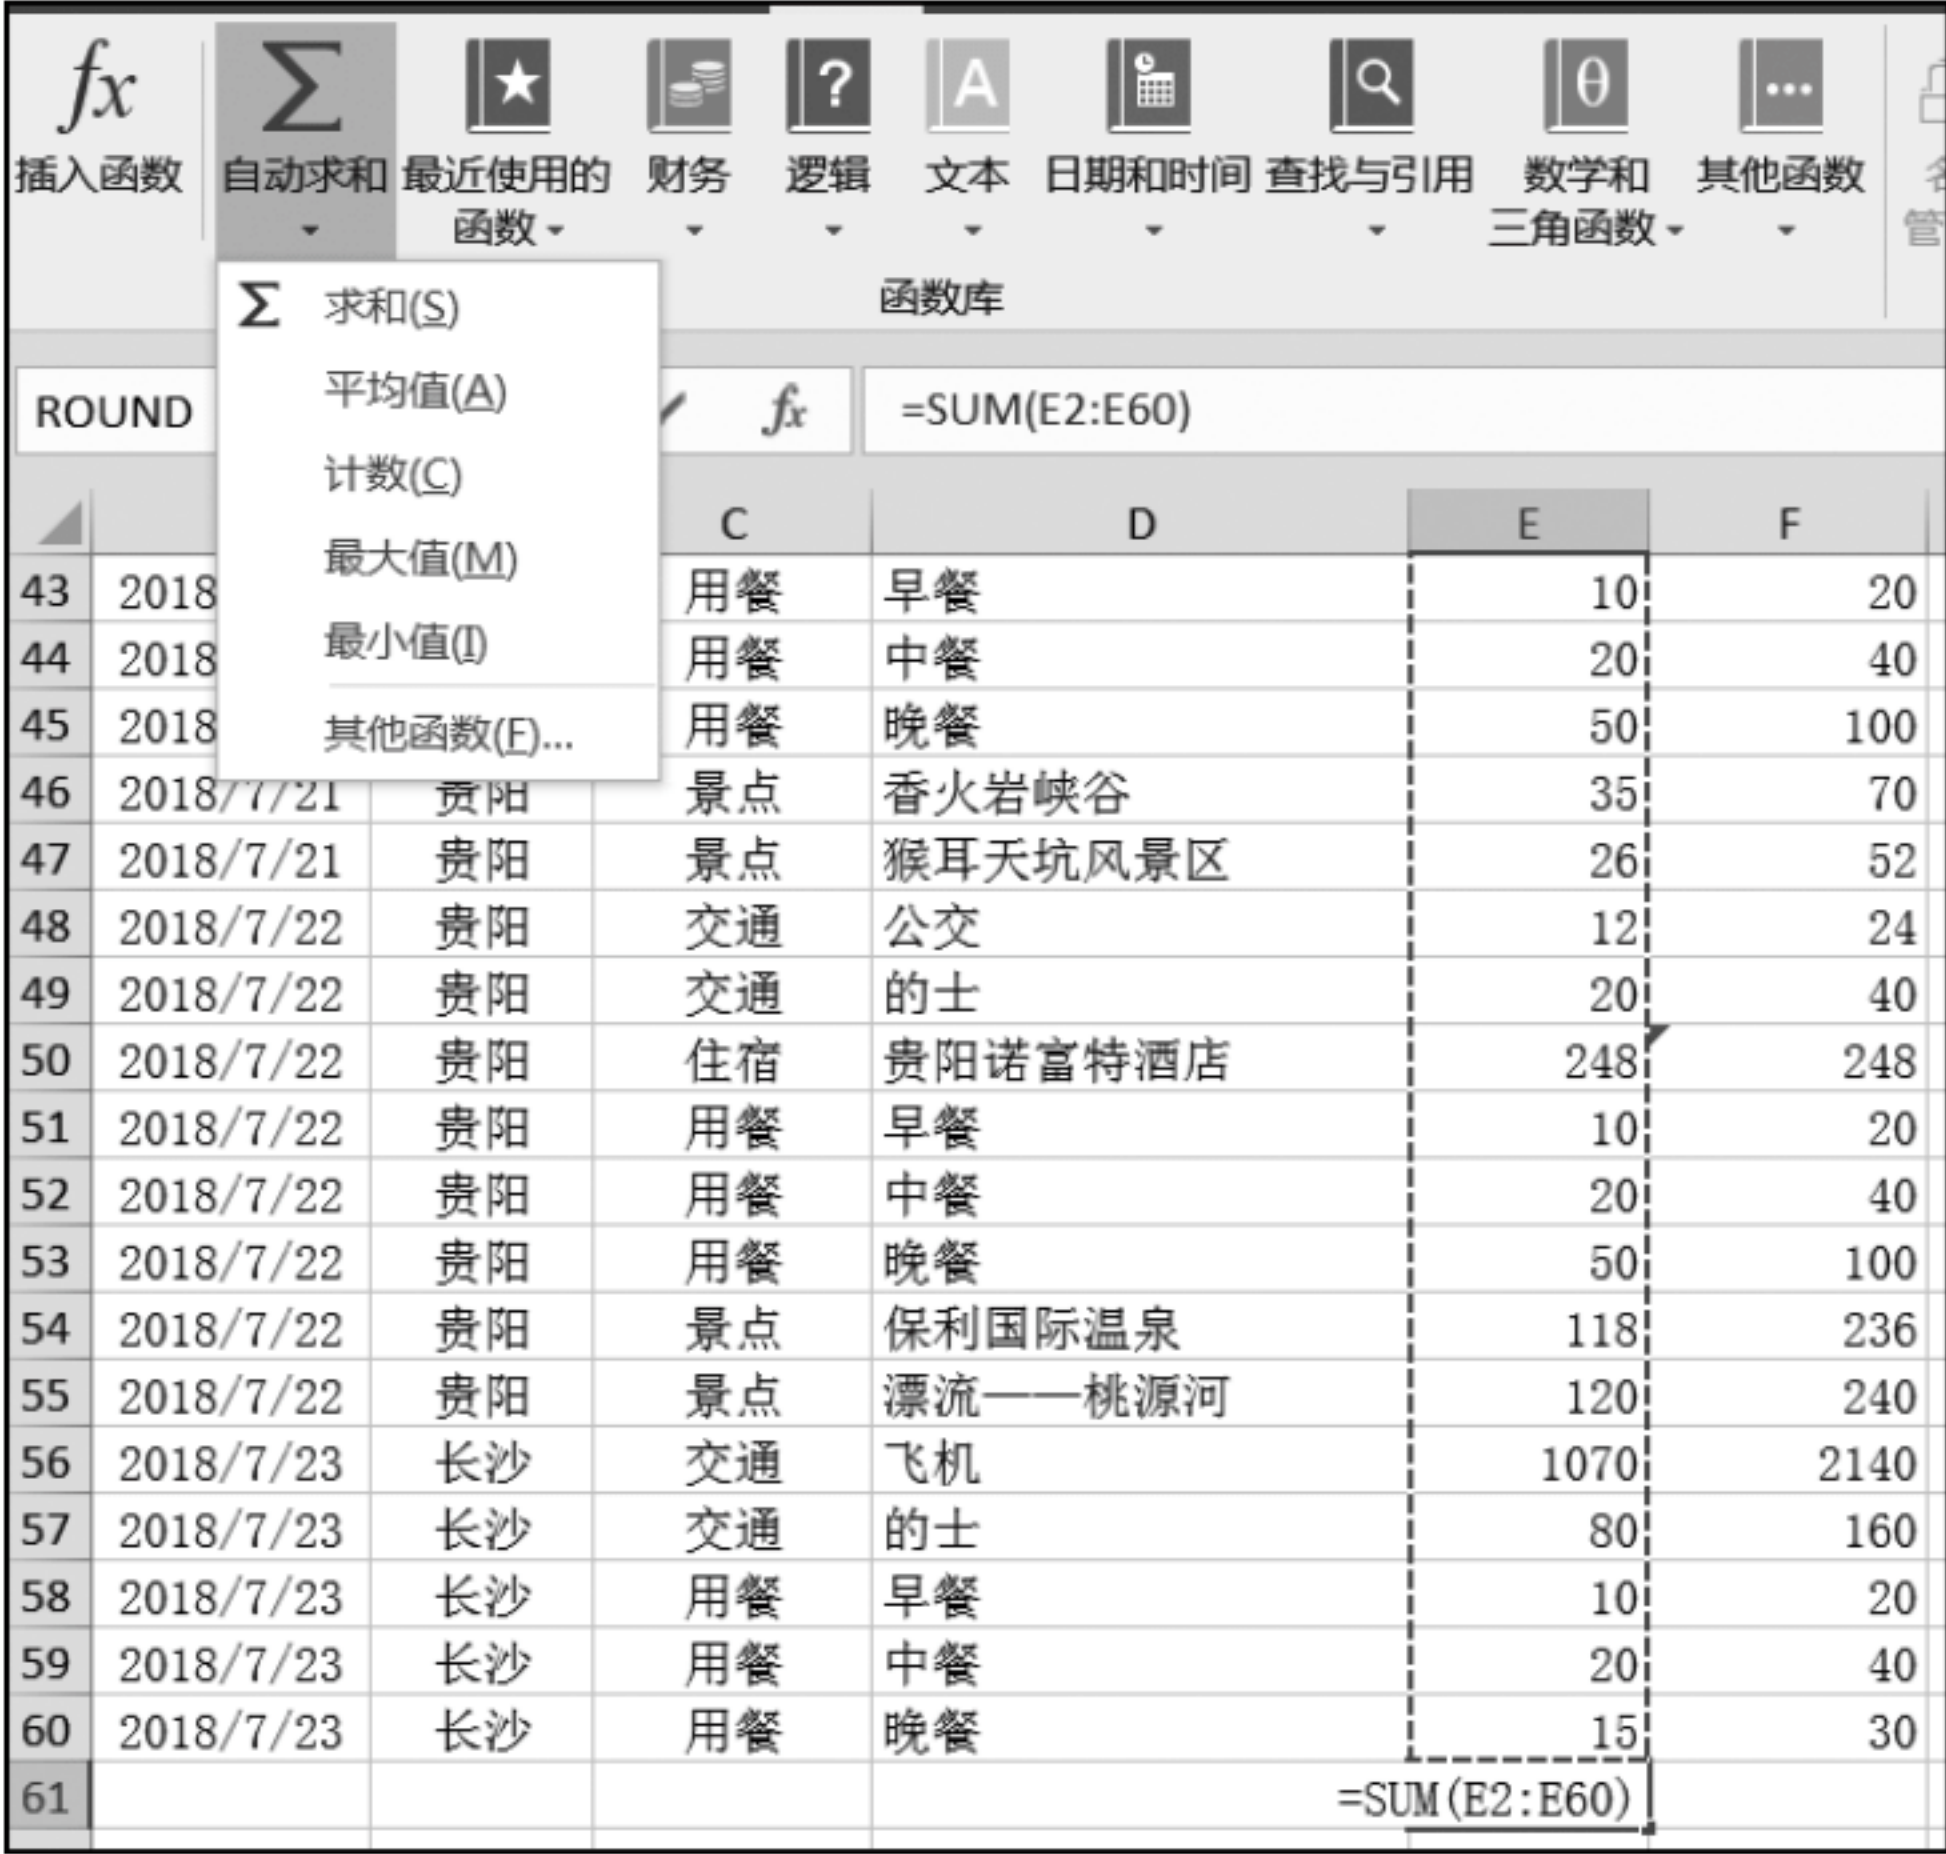 fx Σ A θ
插入函数 自动求和 最近使用的 财务 逻辑 文本 日期和时间 查找与引用 数学和 其他函数
函数 三角函数
函数库
Σ 求和(S)
平均值(A)
计数(C)
最大值(M)
最小值(I)
其他函数(F)...
ROUND fx =SUM(E2:E60)
C D E F
43 2018 用餐 早餐 10 20
44 2018 用餐 中餐 20 40
45 2018 用餐 晚餐 50 100
46 2018/7/21 贵阳 景点 香火岩峡谷 35 70
47 2018/7/21 贵阳 景点 猴耳天坑风景区 26 52
48 2018/7/22 贵阳 交通 公交 12 24
49 2018/7/22 贵阳 交通 的士 20 40
50 2018/7/22 贵阳 住宿 贵阳诺富特酒店 248 248
51 2018/7/22 贵阳 用餐 早餐 10 20
52 2018/7/22 贵阳 用餐 中餐 20 40
53 2018/7/22 贵阳 用餐 晚餐 50 100
54 2018/7/22 贵阳 景点 保利国际温泉 118 236
55 2018/7/22 贵阳 景点 漂流——桃源河 120 240
56 2018/7/23 长沙 交通 飞机 1070 2140
57 2018/7/23 长沙 交通 的士 80 160
58 2018/7/23 长沙 用餐 早餐 10 20
59 2018/7/23 长沙 用餐 中餐 20 40
60 2018/7/23 长沙 用餐 晚餐 15 30
61 =SUM(E2:E60)